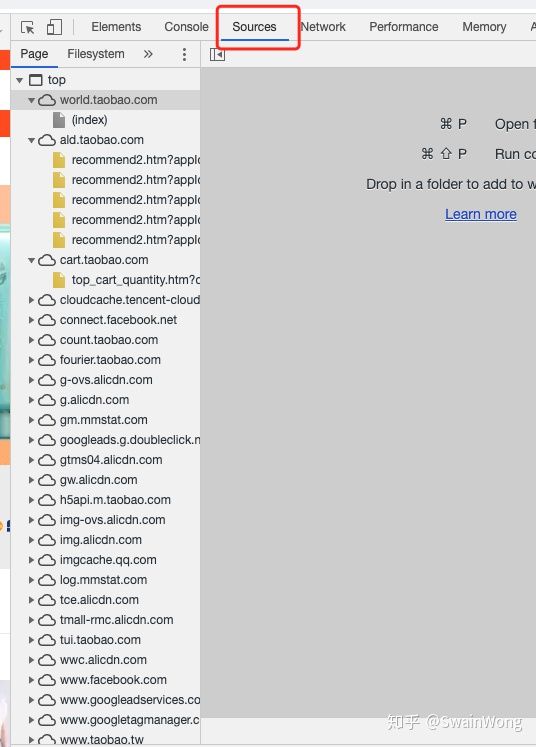 Elements Console Sources Network Performance Memory
Page Filesystem »
top
world.taobao.com
(index)
ald.taobao.com
recommend2.htm?appId
recommend2.htm?appId
recommend2.htm?appId
recommend2.htm?appId
recommend2.htm?appId
cart.taobao.com
top_cart_quantity.htm?c
cloudcache.tencent-cloud
connect.facebook.net
count.taobao.com
fourier.taobao.com
g-ovs.alicdn.com
g.alicdn.com
gm.mmstat.com
googleads.g.doubleclick.n
gtms04.alicdn.com
gw.alicdn.com
h5api.m.taobao.com
img-ovs.alicdn.com
img.alicdn.com
imgcache.qq.com
log.mmstat.com
tce.alicdn.com
tmall-rmc.alicdn.com
tui.taobao.com
wwc.alicdn.com
www.facebook.com
www.googleadservices.co
www.googletagmanager.c
www.taobao.tw
⌘ P Open f
⌘ ⇧ P Run co
Drop in a folder to add to w
Learn more
知乎 @SwainWong